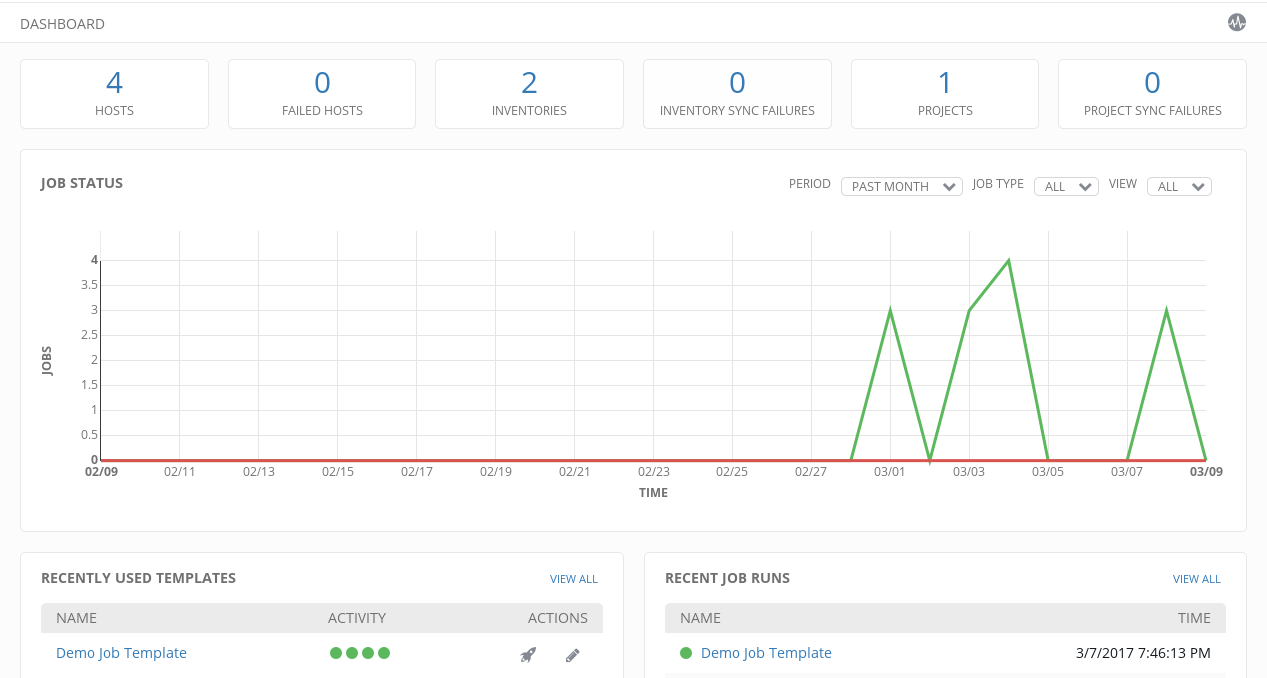 DASHBOARD
4 0 2 0 1 0
HOSTS FAILED HOSTS INVENTORIES INVENTORY SYNC FAILURES PROJECTS PROJECT SYNC FAILURES
JOB STATUS PERIOD PAST MONTH JOB TYPE ALL VIEW ALL
4
3.5
3
2.5
2
1.5
1
0.5
0
JOBS
02/09 02/11 02/13 02/15 02/17 02/19 02/21 02/23 02/25 02/27 03/01 03/03 03/05 03/07 03/09
TIME
RECENTLY USED TEMPLATES VIEW ALL
NAME ACTIVITY ACTIONS
Demo Job Template
RECENT JOB RUNS VIEW ALL
NAME TIME
Demo Job Template 3/7/2017 7:46:13 PM